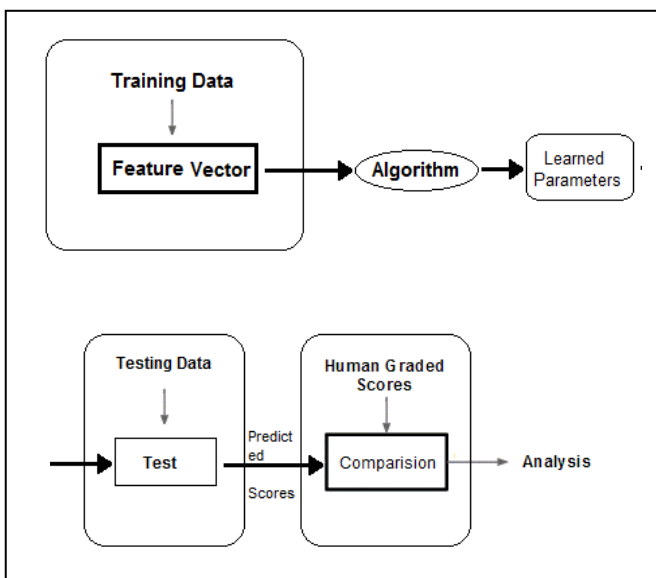 Training Data
Feature Vector
Algorithm
Learned
Parameters
Testing Data
Test
Predict
ed
Scores
Human Graded
Scores
Comparision
Analysis